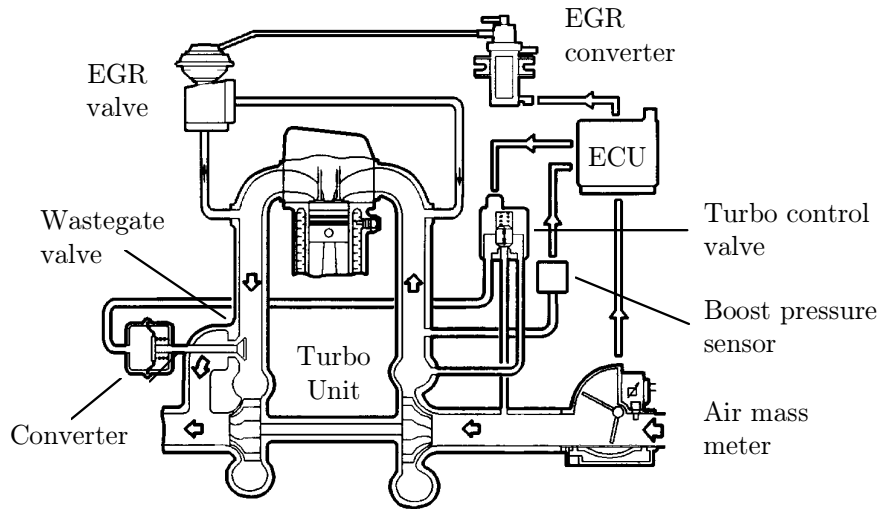 EGR
converter
EGR
valve
ECU
Wastegate
valve
Turbo control
valve
Boost pressure
sensor
Turbo
Unit
Converter
Air mass
meter